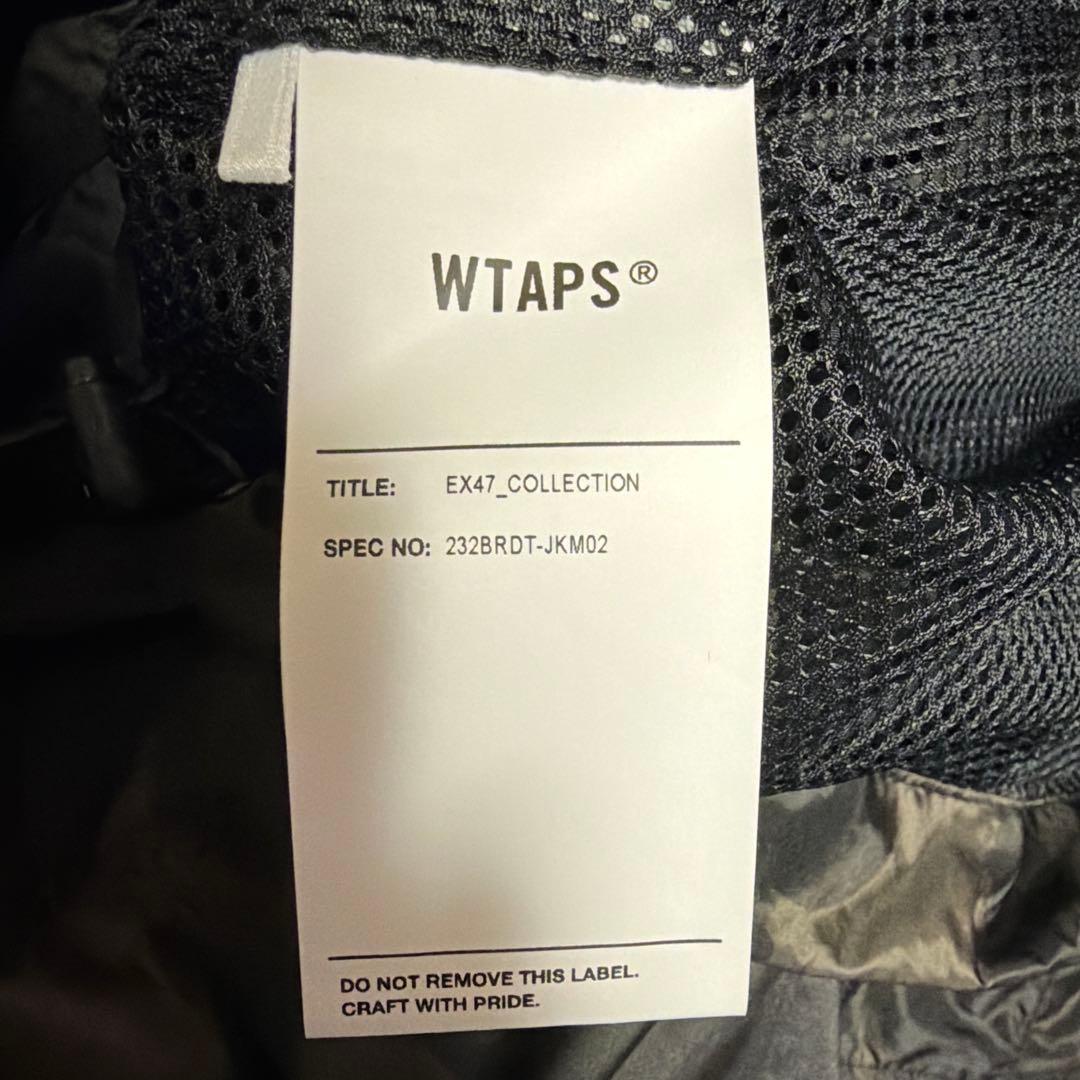 WTAPS®
TITLE: EX47_COLLECTION
SPEC NO: 232BRDT-JKM02
DO NOT REMOVE THIS LABEL.
CRAFT WITH PRIDE.